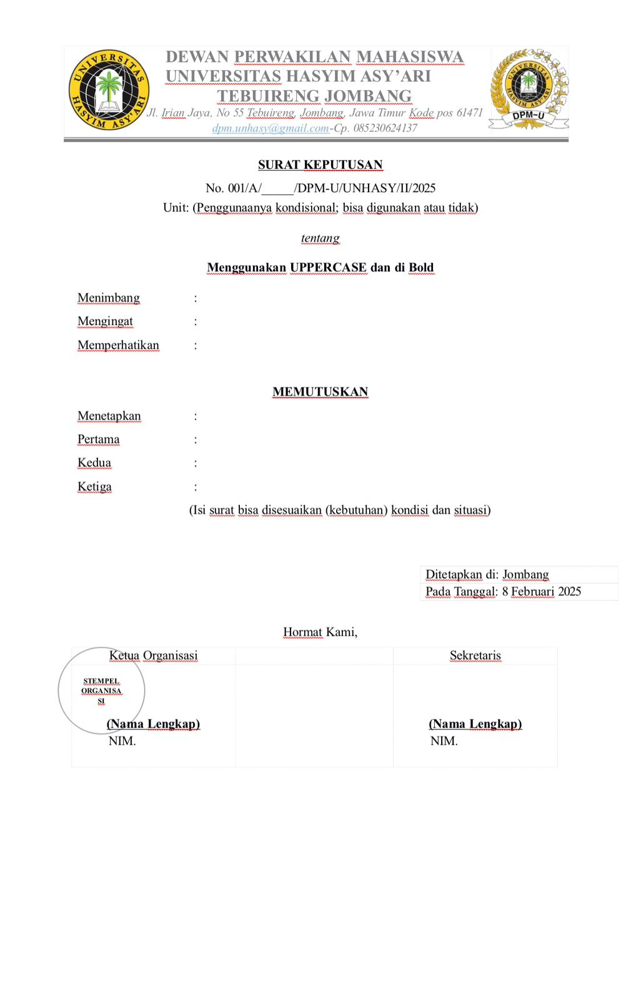 DEWAN PERWAKILAN MAHASISWA
UNIVERSITAS HASYIM ASY’ARI
TEBUIRENG JOMBANG
Jl. Irian Jaya, No 55 Tebuireng, Jombang, Jawa Timur Kode pos 61471
dpm.unhasy@gmail.com-Cp. 085230624137
UNIVERSITAS
HASYIM ASY'ARI
UNIVERSITAS
HASYIM ASY'ARI
DPM
DPM-U
SURAT KEPUTUSAN
No. 001/A/_____/DPM-U/UNHASY/II/2025
Unit: (Penggunaanya kondisional; bisa digunakan atau tidak)
tentang
Menggunakan UPPERCASE dan di Bold
Menimbang :
Mengingat :
Memperhatikan :
MEMUTUSKAN
Menetapkan :
Pertama :
Kedua :
Ketiga :
(Isi surat bisa disesuaikan (kebutuhan) kondisi dan situasi)
Ditetapkan di: Jombang
Pada Tanggal: 8 Februari 2025
Hormat Kami,
Ketua Organisasi Sekretaris
STEMPEL
ORGANISA
SI
(Nama Lengkap) (Nama Lengkap)
NIM. NIM.